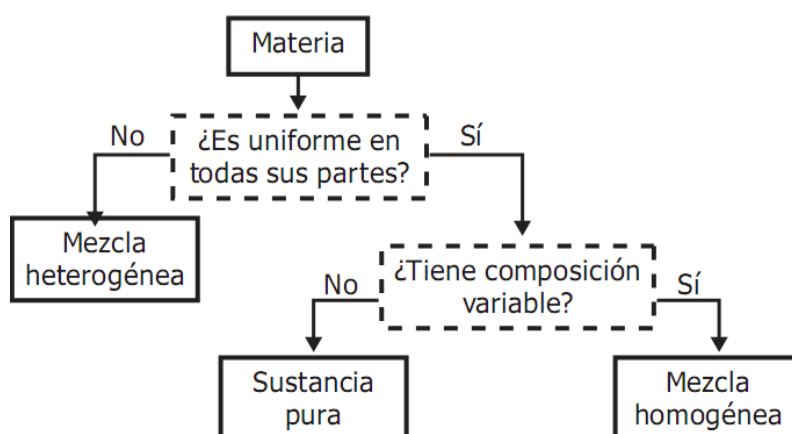 Materia
No
¿Es uniforme en
todas sus partes?
Sí
Mezcla
heterogénea
¿Tiene composición
variable?
No
Sí
Sustancia
pura
Mezcla
homogénea